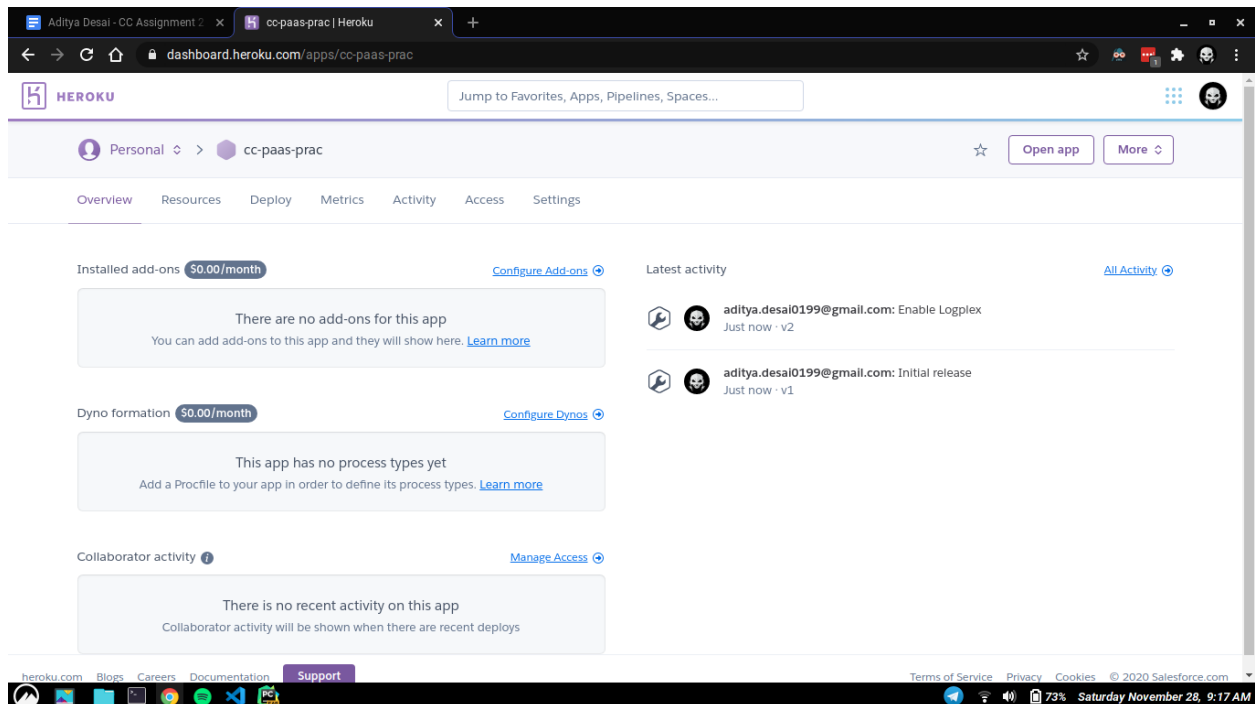 Aditya Desai - CC Assignment 2
cc-paas-prac | Heroku
dashboard.heroku.com/apps/cc-paas-prac
1
HEROKU
Jump to Favorites, Apps, Pipelines, Spaces...
Personal > cc-paas-prac
Open app
More
Overview Resources Deploy Metrics Activity Access Settings
Installed add-ons $0.00/month Configure Add-ons
There are no add-ons for this app
You can add add-ons to this app and they will show here. Learn more
Dyno formation $0.00/month Configure Dynos
This app has no process types yet
Add a Procfile to your app in order to define its process types. Learn more
Collaborator activity i Manage Access
There is no recent activity on this app
Collaborator activity will be shown when there are recent deploys
Latest activity All Activity
aditya.desai0199@gmail.com: Enable Logplex
Just now · v2
aditya.desai0199@gmail.com: Initial release
Just now · v1
heroku.com Blogs Careers Documentation Support
Terms of Service Privacy Cookies © 2020 Salesforce.com
PC
73% Saturday November 28, 9:17 AM